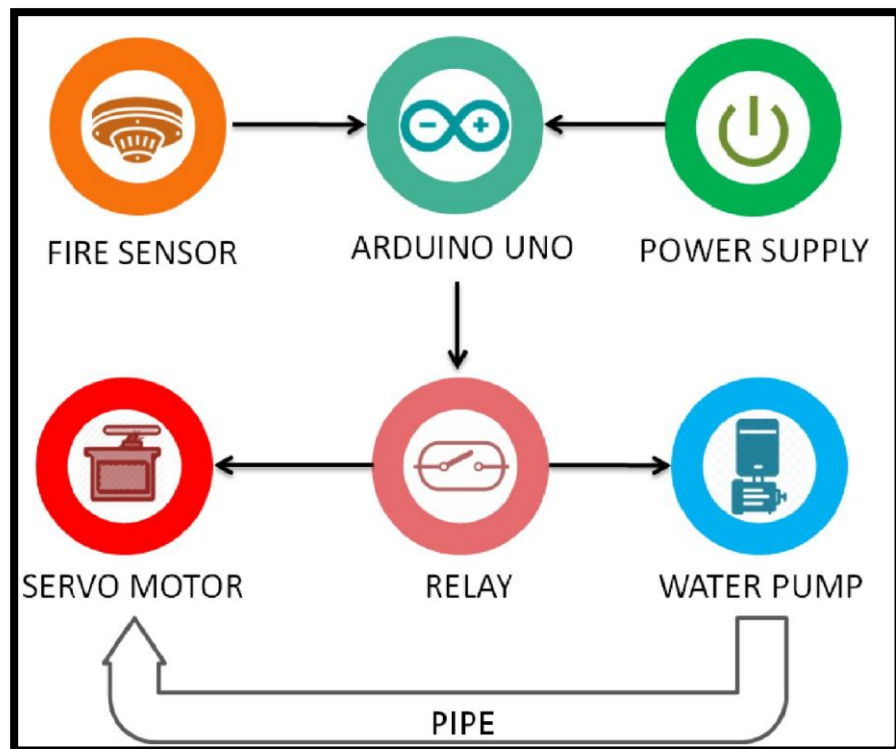 FIRE SENSOR
ARDUINO UNO
POWER SUPPLY
SERVO MOTOR
RELAY
WATER PUMP
PIPE